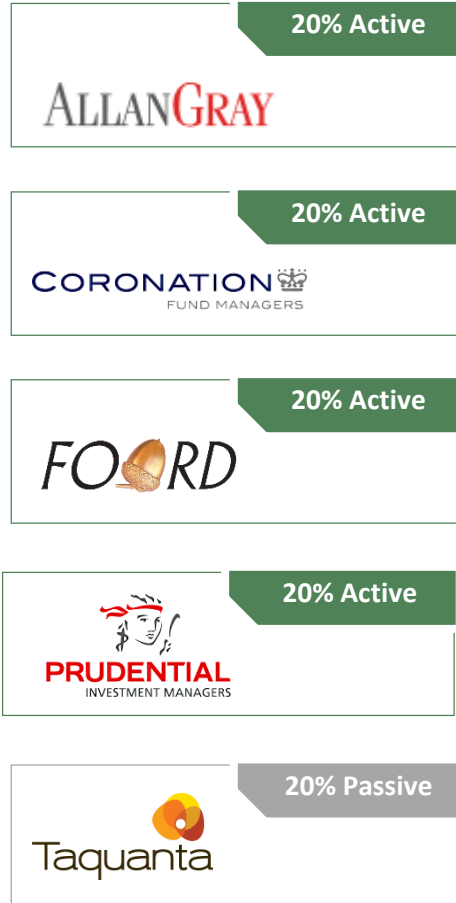 20% Active
ALLANGRAY
20% Active
CORONATION
FUND MANAGERS
20% Active
FOORD
20% Active
PRUDENTIAL
INVESTMENT MANAGERS
20% Passive
Taquanta